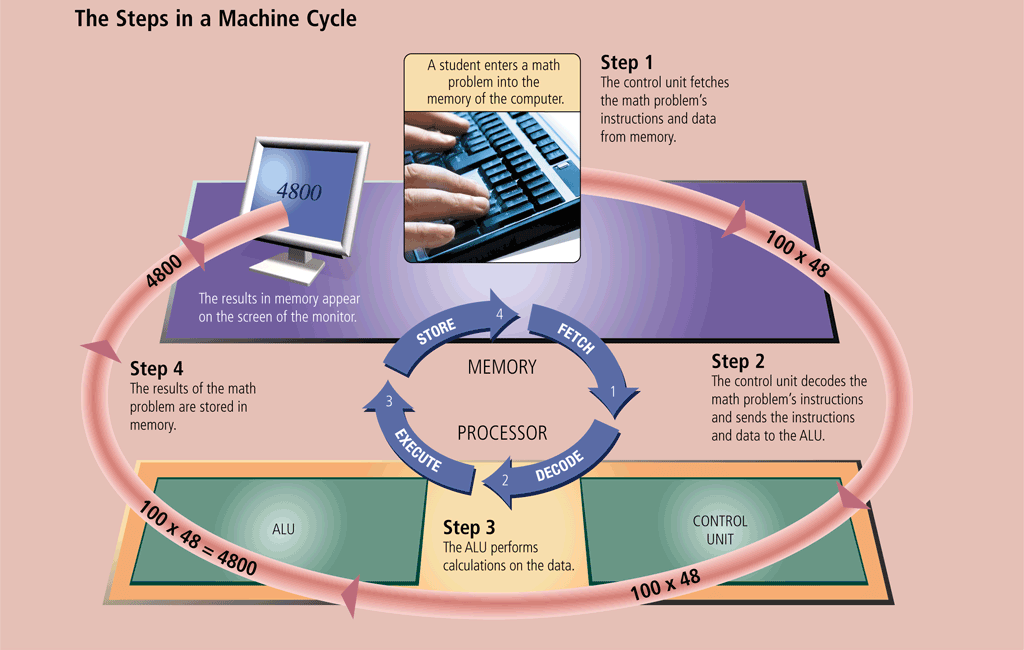 The Steps in a Machine Cycle
A student enters a math
problem into the
memory of the computer.
Step 1
The control unit fetches
the math problem's
instructions and data
from memory.
4800
100 x 48
4800
The results in memory appear
on the screen of the monitor.
STORE
4
FETCH
MEMORY
Step 2
The control unit decodes the
math problem's instructions
and sends the instructions
and data to the ALU.
Step 4
The results of the math
problem are stored in
memory.
1
3
PROCESSOR
EXECUTE
DECODE
2
100 x 48 = 4800
ALU
Step 3
The ALU performs
calculations on the data.
CONTROL
UNIT
100 x 48